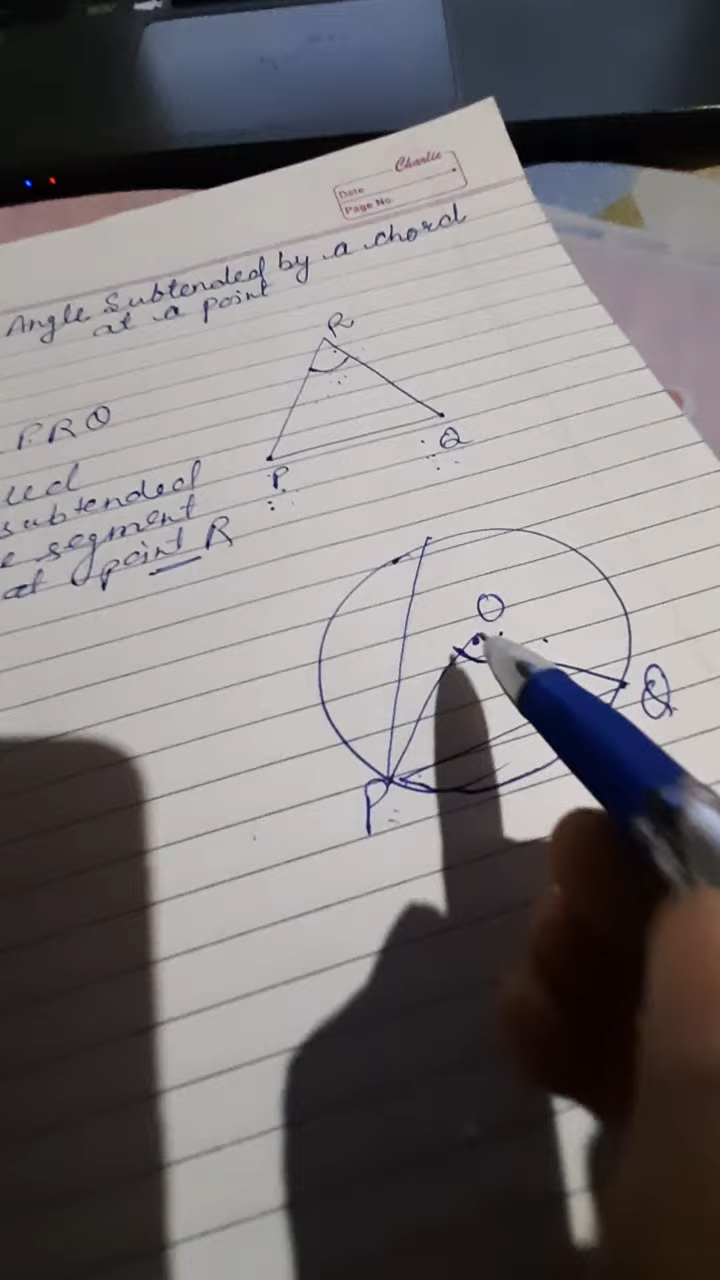 Charlie
Date
Page No.
Angle Subtended by a chord
at a point
R
PRQ
P
Q
subtended
segment
at point R
O
Q
P